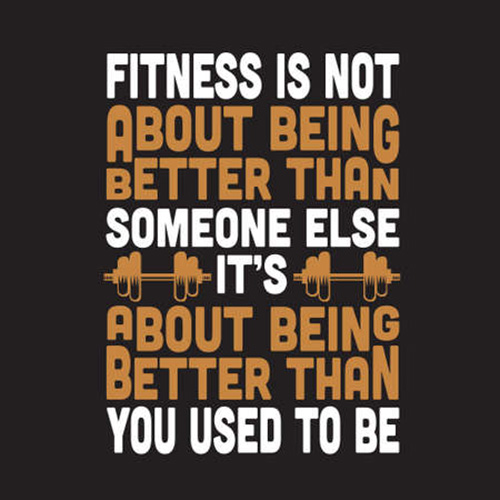 FITNESS IS NOT
ABOUT BEING
BETTER THAN
SOMEONE ELSE
IT'S
ABOUT BEING
BETTER THAN
YOU USED TO BE